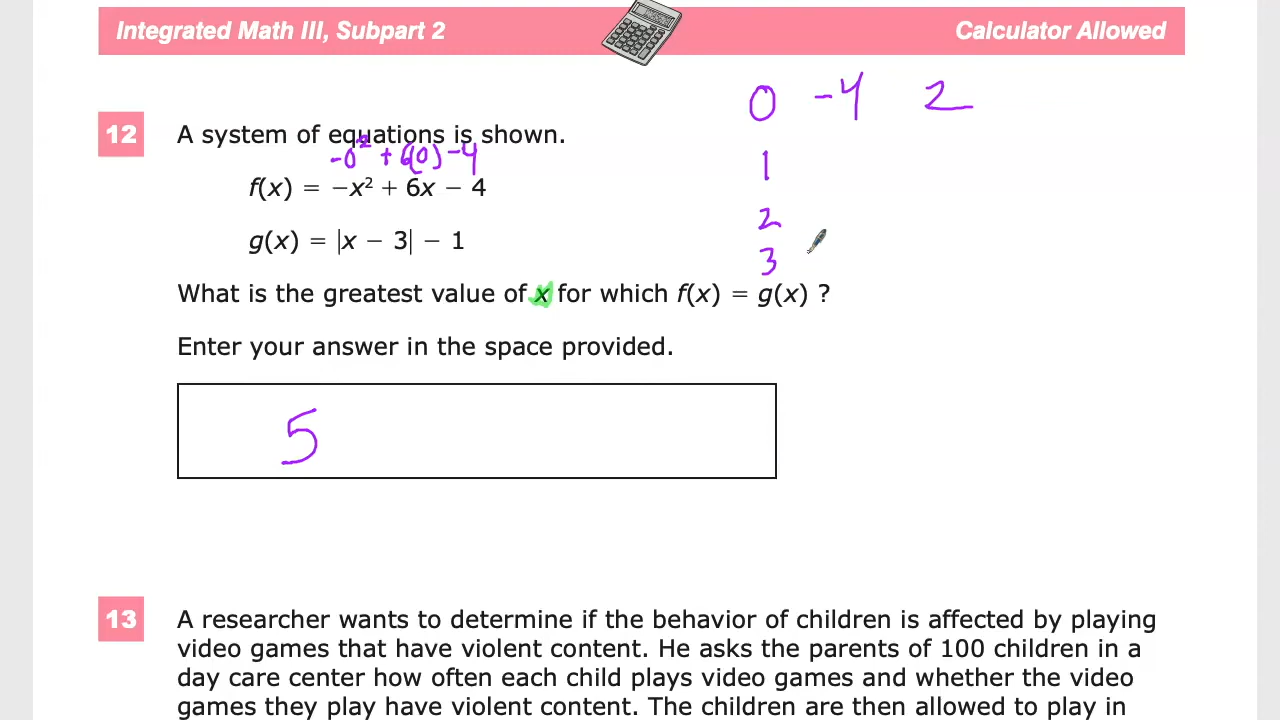 Integrated Math III, Subpart 2
Calculator Allowed
0 -4 2
12 A system of equations is shown.
-0² + 6(0) -4
1
f(x) = −x² + 6x − 4
2
g(x) = |x − 3| − 1
3
What is the greatest value of x for which f(x) = g(x) ?
Enter your answer in the space provided.
5
13 A researcher wants to determine if the behavior of children is affected by playing
video games that have violent content. He asks the parents of 100 children in a
day care center how often each child plays video games and whether the video
games they play have violent content. The children are then allowed to play in